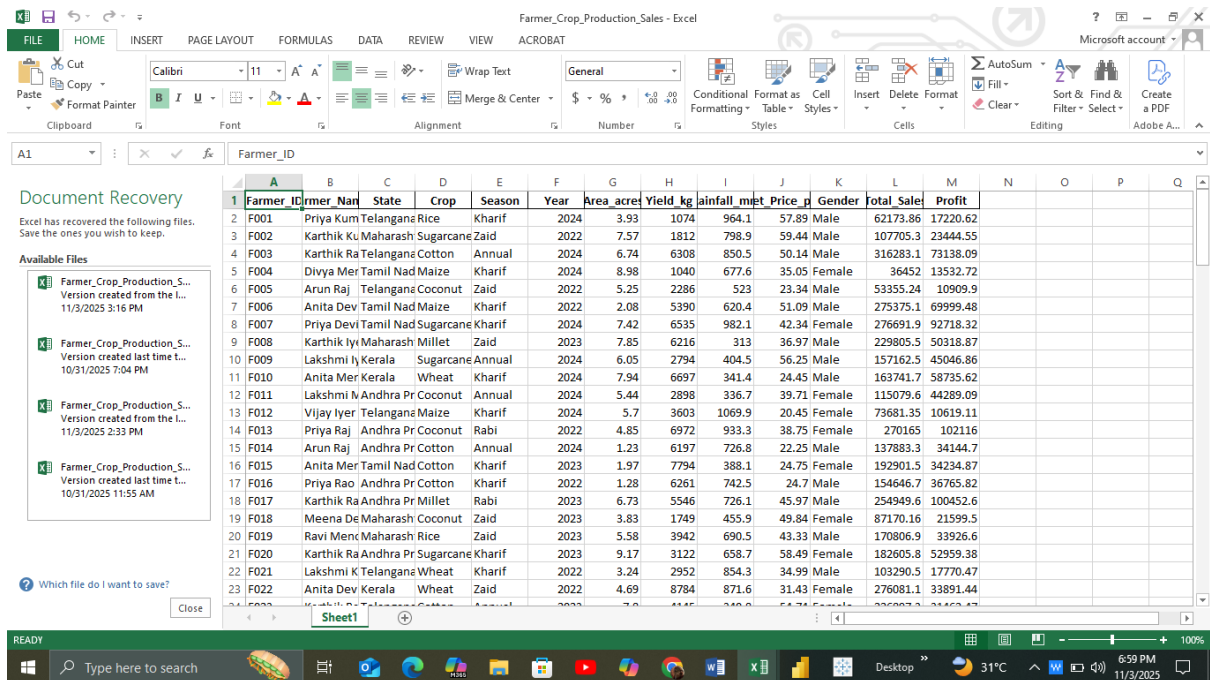 Farmer_Crop_Production_Sales - Excel
FILE HOME INSERT PAGE LAYOUT FORMULAS DATA REVIEW VIEW ACROBAT Microsoft account
Cut
Copy
Format Painter
Paste
Calibri 11
B I U
Wrap Text
Merge & Center
General
$ % ,
Conditional Formatting
Format as Table
Cell Styles
Insert Delete Format
AutoSum
Fill
Clear
Sort & Filter
Find & Select
Create a PDF
Clipboard Font Alignment Number Styles Cells Editing Adobe A...
A1 fx Farmer_ID
Document Recovery
Excel has recovered the following files.
Save the ones you wish to keep.
Available Files
Farmer_Crop_Production_S...
Version created from the l...
11/3/2025 3:16 PM
Farmer_Crop_Production_S...
Version created last time t...
10/31/2025 7:04 PM
Farmer_Crop_Production_S...
Version created from the l...
11/3/2025 2:33 PM
Farmer_Crop_Production_S...
Version created last time t...
10/31/2025 11:55 AM
Which file do I want to save?
Close
A B C D E F G H I J K L M N O P Q
1 Farmer_ID rmer_Nan State Crop Season Year Area_acres Yield_kg ainfall_mm et_Price_p Gender Total_Sales Profit
2 F001 Priya Kum Telangana Rice Kharif 2024 3.93 1074 964.1 57.89 Male 62173.86 17220.62
3 F002 Karthik Ku Maharash Sugarcane Zaid 2022 7.57 1812 798.9 59.44 Male 107705.3 23444.55
4 F003 Karthik Ra Telangana Cotton Annual 2024 6.74 6308 850.5 50.14 Male 316283.1 73138.09
5 F004 Divya Mer Tamil Nad Maize Kharif 2024 8.98 1040 677.6 35.05 Female 36452 13532.72
6 F005 Arun Raj Telangana Coconut Zaid 2022 5.25 2286 523 23.34 Male 53355.24 10909.9
7 F006 Anita Dev Tamil Nad Maize Kharif 2022 2.08 5390 620.4 51.09 Male 275375.1 69999.48
8 F007 Priya Devi Tamil Nad Sugarcane Kharif 2024 7.42 6535 982.1 42.34 Female 276691.9 92718.32
9 F008 Karthik Iye Maharash Millet Zaid 2023 7.85 6216 313 36.97 Female 229805.5 50318.87
10 F009 Lakshmi Iy Kerala Sugarcane Annual 2024 6.05 2794 404.5 56.25 Male 157162.5 45046.86
11 F010 Anita Mer Kerala Wheat Kharif 2024 7.94 6697 341.4 24.45 Male 163741.7 58735.62
12 F011 Lakshmi M Andhra Pr Coconut Annual 2024 5.44 2898 336.7 39.71 Female 115079.6 44289.09
13 F012 Vijay Iyer Telangana Maize Kharif 2024 5.7 3603 1069.9 20.45 Female 73681.35 10619.11
14 F013 Priya Raj Andhra Pr Coconut Rabi 2022 4.85 6972 933.3 38.75 Female 270165 102116
15 F014 Arun Raj Andhra Pr Cotton Annual 2024 1.23 6197 726.8 22.25 Male 137883.3 34144.7
16 F015 Anita Mer Tamil Nad Cotton Kharif 2023 1.97 7794 388.1 24.75 Female 192901.5 34234.87
17 F016 Priya Rao Andhra Pr Cotton Kharif 2022 1.28 6261 742.5 24.7 Male 154646.7 36765.82
18 F017 Karthik Ra Andhra Pr Millet Rabi 2023 6.73 5546 726.1 45.97 Male 254949.6 100452.6
19 F018 Meena De Maharash Coconut Zaid 2023 3.83 1749 455.9 49.84 Female 87170.16 21599.5
20 F019 Ravi Meno Maharash Rice Zaid 2023 5.58 3942 690.5 43.33 Male 170806.9 33926.6
21 F020 Karthik Ra Andhra Pr Sugarcane Kharif 2023 9.17 3122 658.7 58.49 Female 182605.8 52959.38
22 F021 Lakshmi K Telangana Wheat Kharif 2022 3.24 2952 854.3 34.99 Male 103290.5 17770.47
23 F022 Anita Dev Kerala Wheat Zaid 2022 4.69 8784 871.6 31.43 Female 276081.1 33891.44
Sheet1
READY 100%
Type here to search Desktop 31°C 6:59 PM
11/3/2025